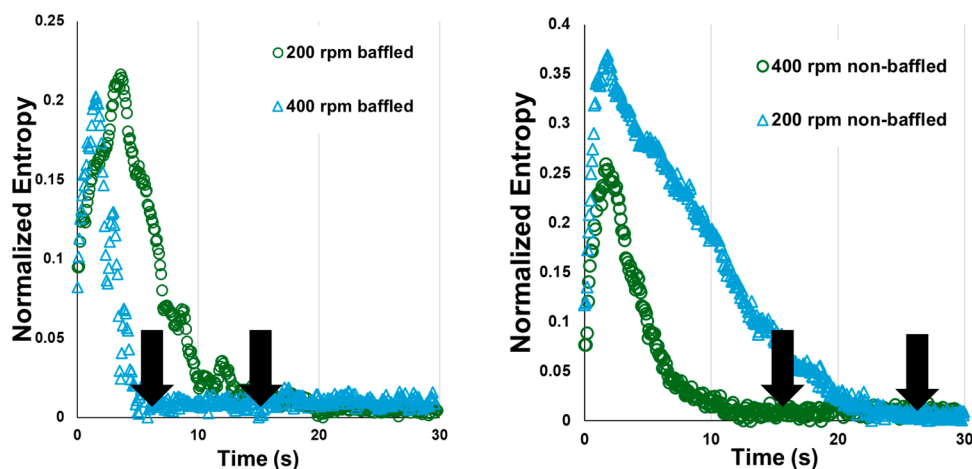 0.25
0.2
0.15
0.1
0.05
0
0
10
20
30
Normalized Entropy
Time (s)
200 rpm baffled
400 rpm baffled
0.4
0.35
0.3
0.25
0.2
0.15
0.1
0.05
0
0
10
20
30
Normalized Entropy
Time (s)
400 rpm non-baffled
200 rpm non-baffled